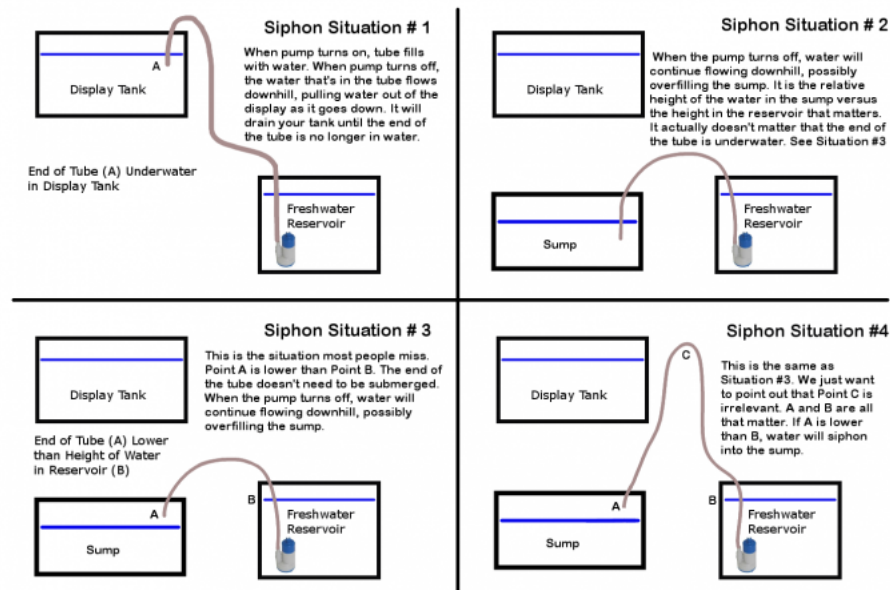 Siphon Situation # 1
When pump turns on, tube fills
with water. When pump turns off,
the water that's in the tube flows
downhill, pulling water out of the
display as it goes down. It will
drain your tank until the end of
the tube is no longer in water.
A
Display Tank
End of Tube (A) Underwater
in Display Tank
Freshwater
Reservoir
Siphon Situation # 2
When the pump turns off, water will
continue flowing downhill, possibly
overfilling the sump. It is the relative
height of the water in the sump versus
the height in the reservoir that matters.
It actually doesn't matter that the end of
the tube is underwater. See Situation #3
Display Tank
Sump
Freshwater
Reservoir
Siphon Situation # 3
This is the situation most people miss.
Point A is lower than Point B. The end of
the tube doesn't need to be submerged.
When the pump turns off, water will
continue flowing downhill, possibly
overfilling the sump.
Display Tank
End of Tube (A) Lower
than Height of Water
in Reservoir (B)
A
B
Sump
Freshwater
Reservoir
Siphon Situation #4
This is the same as
Situation #3. We just want
to point out that Point C is
irrelevant. A and B are all
that matter. If A is lower
than B, water will siphon
into the sump.
C
Display Tank
A
B
Sump
Freshwater
Reservoir